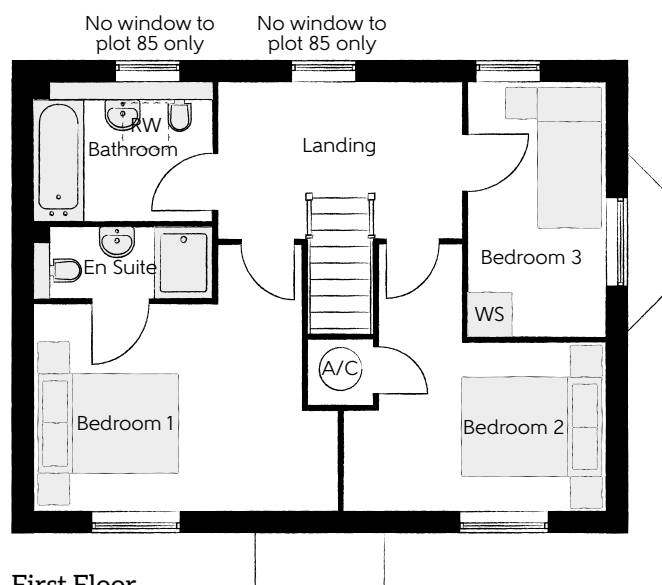 No window to
plot 85 only
No window to
plot 85 only
RW
Bathroom
Landing
En Suite
Bedroom 3
WS
A/C
Bedroom 1
Bedroom 2
First Floor